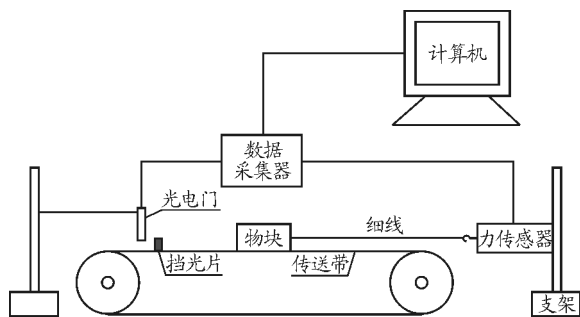 计算机
数据
采集器
光电门
物块
细线
力传感器
挡光片
传送带
支架